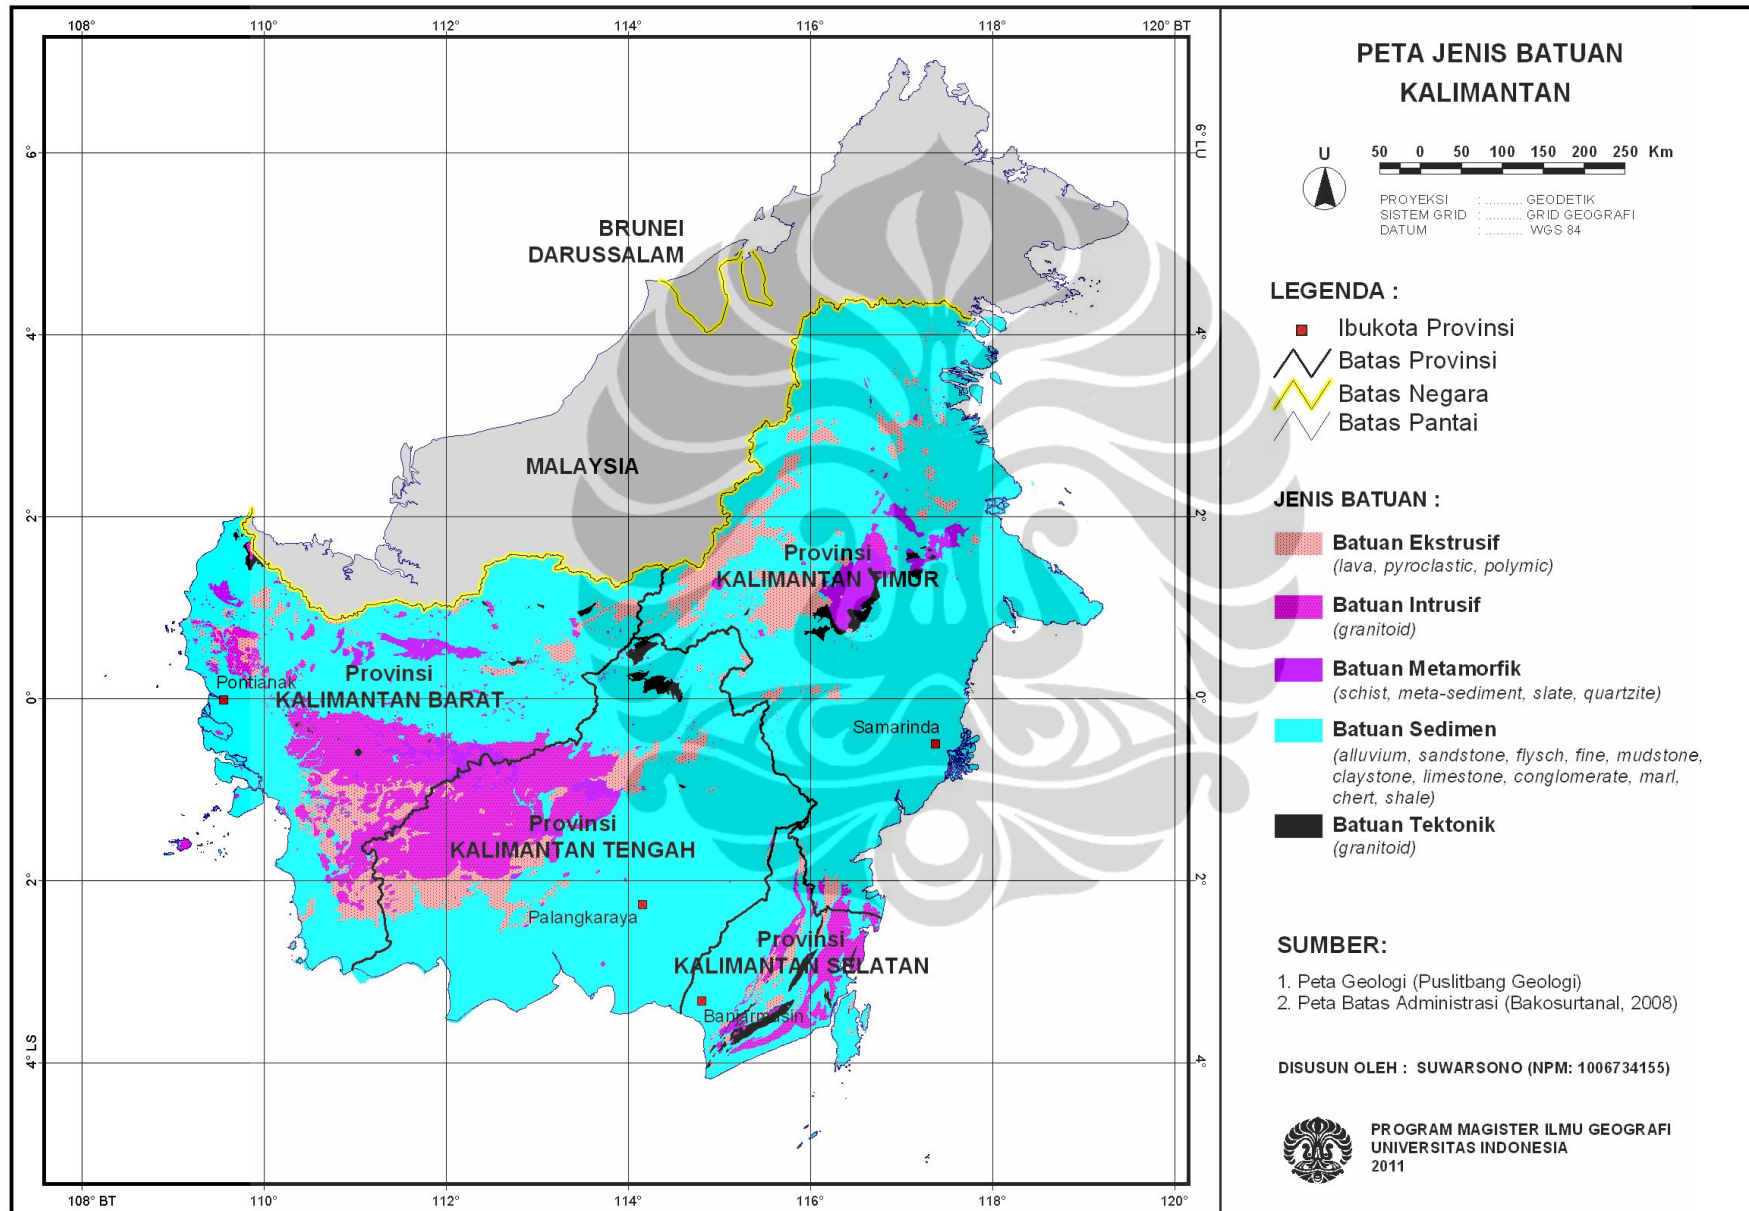 108°
110°
112°
114°
116°
118°
120° BT
6°
4°
2°
0°
2°
4° LS
6° LU
4°
2°
0°
2°
4°
108° BT
110°
112°
114°
116°
118°
120°
BRUNEI
DARUSSALAM
MALAYSIA
Provinsi
KALIMANTAN TIMUR
Provinsi
KALIMANTAN BARAT
Pontianak
Samarinda
Provinsi
KALIMANTAN TENGAH
Palangkaraya
Provinsi
KALIMANTAN SELATAN
Banjarmasin
PETA JENIS BATUAN
KALIMANTAN
U
50 0 50 100 150 200 250 Km
PROYEKSI : .......... GEODETIK
SISTEM GRID : .......... GRID GEOGRAFI
DATUM : .......... WGS 84
LEGENDA :
Ibukota Provinsi
Batas Provinsi
Batas Negara
Batas Pantai
JENIS BATUAN :
Batuan Ekstrusif
(lava, pyroclastic, polymic)
Batuan Intrusif
(granitoid)
Batuan Metamorfik
(schist, meta-sediment, slate, quartzite)
Batuan Sedimen
(alluvium, sandstone, flysch, fine, mudstone,
claystone, limestone, conglomerate, marl,
chert, shale)
Batuan Tektonik
(granitoid)
SUMBER:
1. Peta Geologi (Puslitbang Geologi)
2. Peta Batas Administrasi (Bakosurtanal, 2008)
DISUSUN OLEH : SUWARSONO (NPM: 1006734155)
PROGRAM MAGISTER ILMU GEOGRAFI
UNIVERSITAS INDONESIA
2011